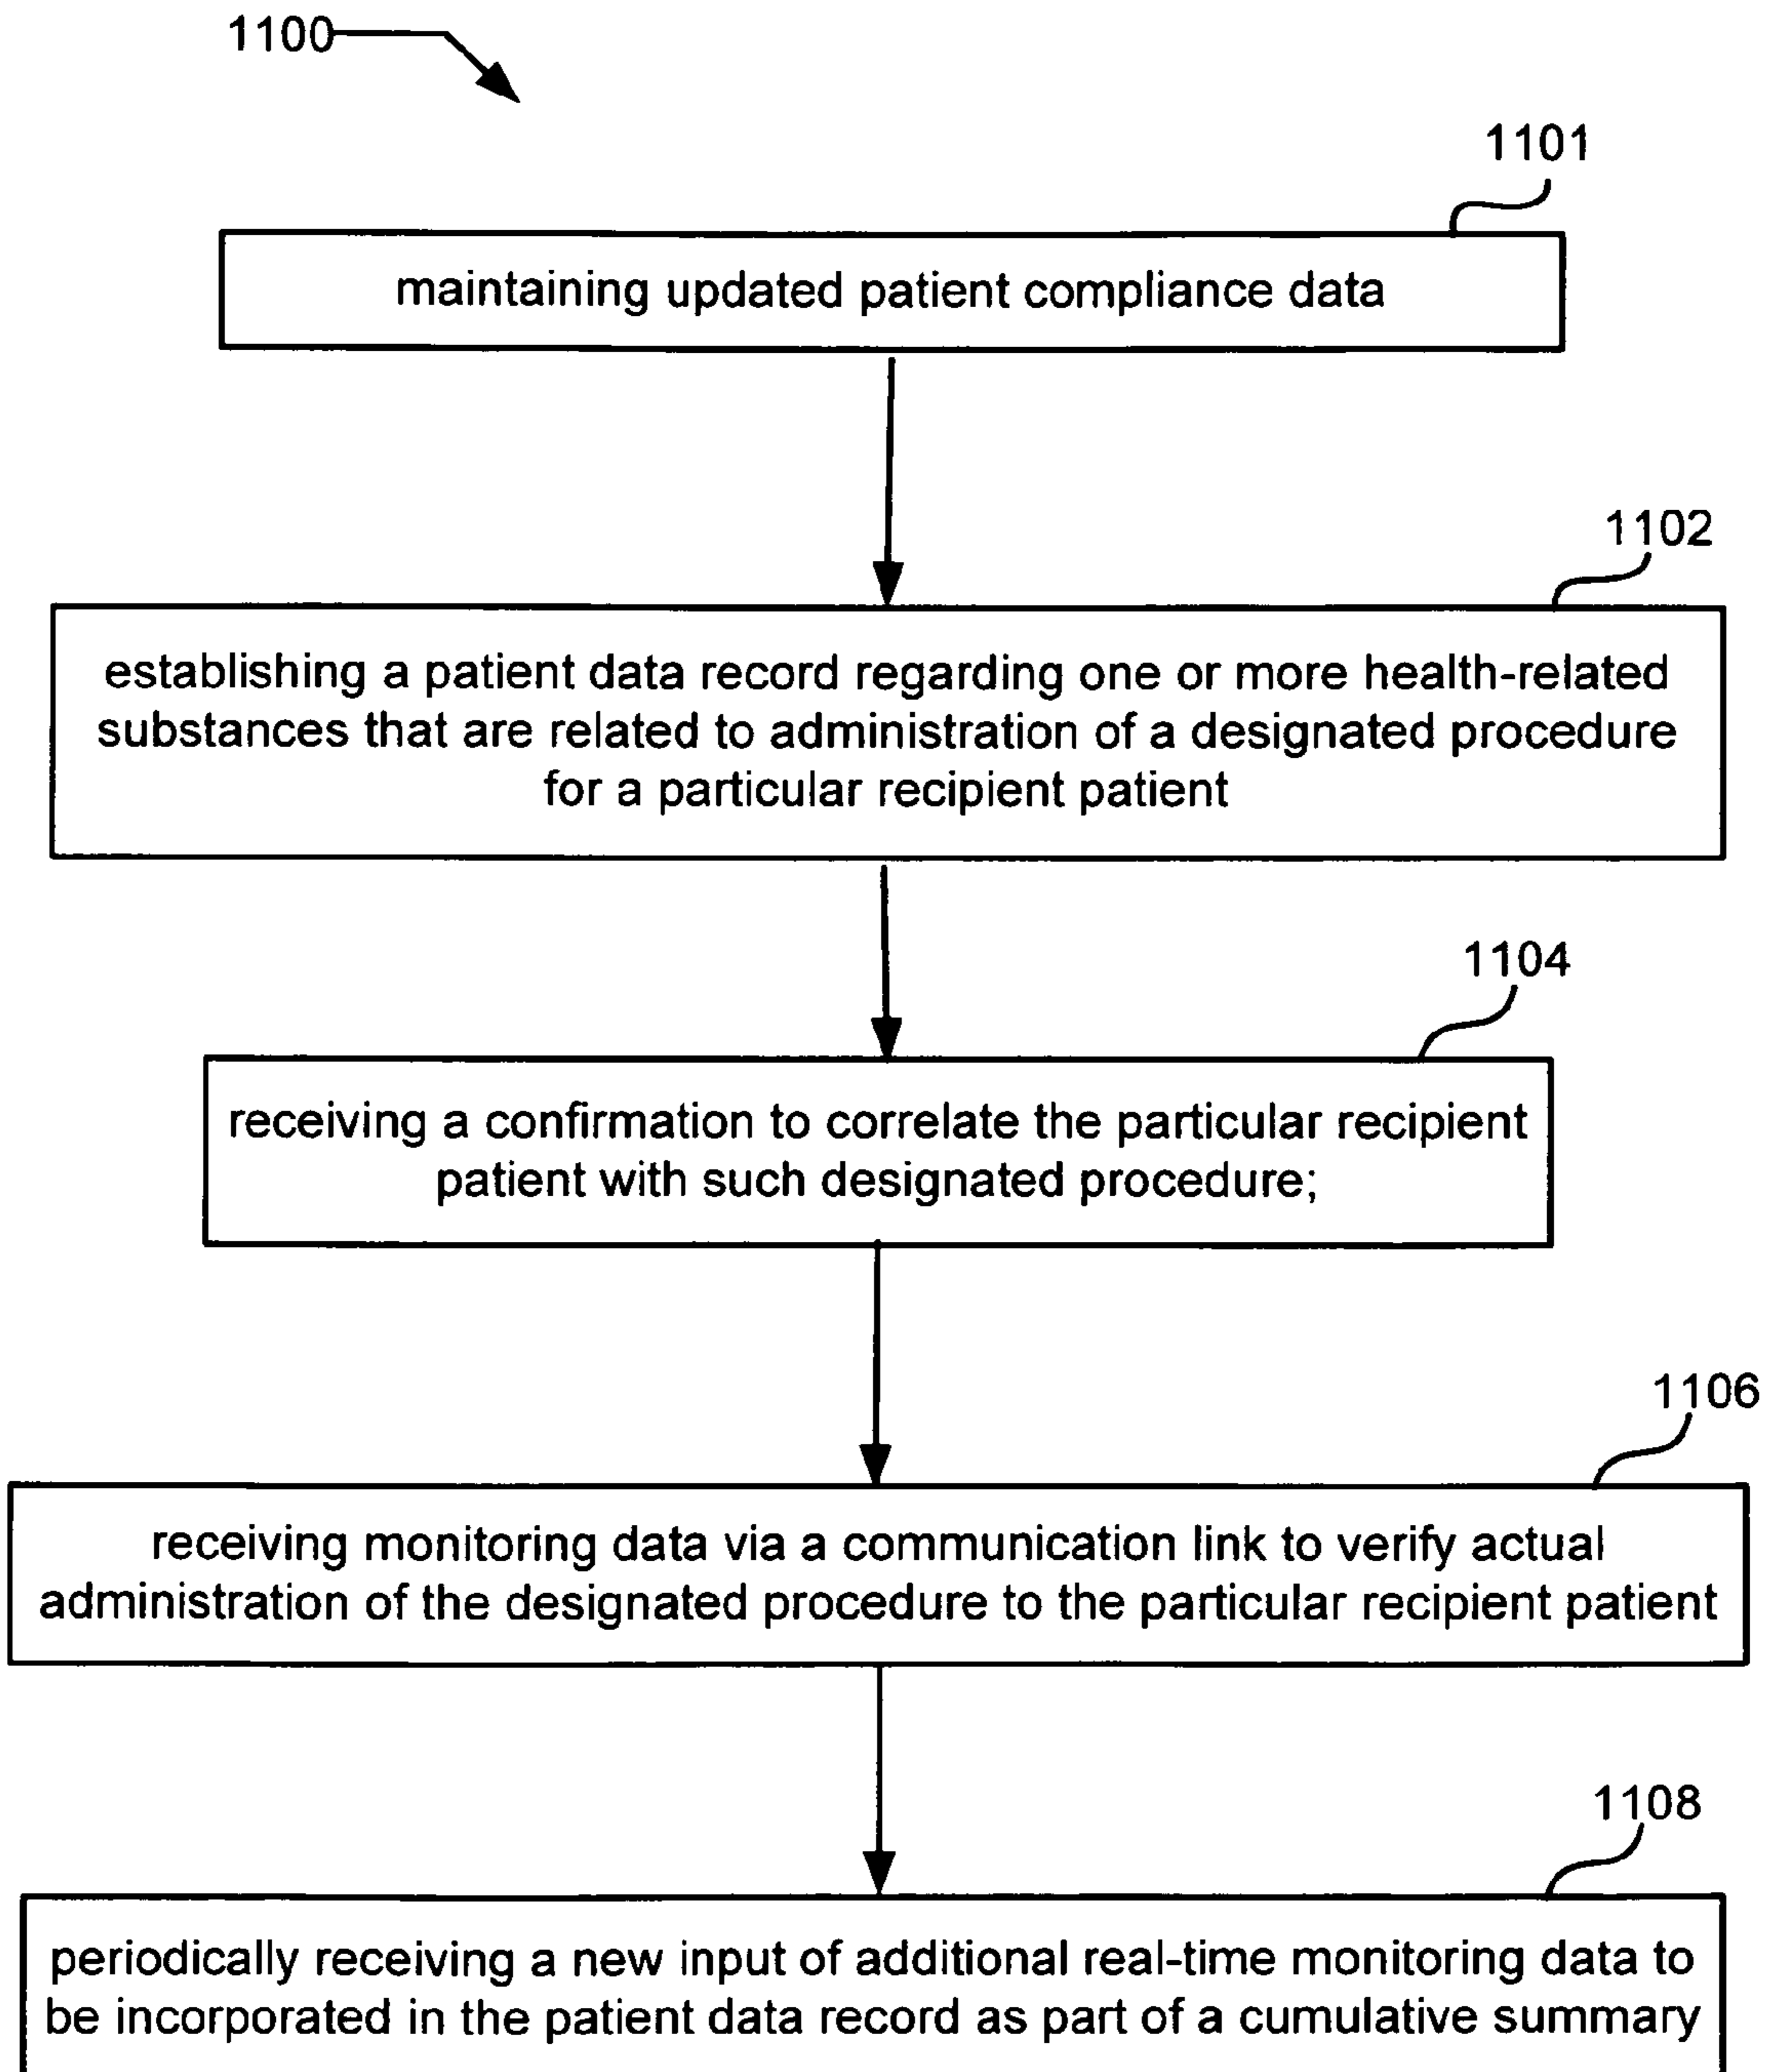 1100
1101
maintaining updated patient compliance data
1102
establishing a patient data record regarding one or more health-related
substances that are related to administration of a designated procedure
for a particular recipient patient
1104
receiving a confirmation to correlate the particular recipient
patient with such designated procedure;
1106
receiving monitoring data via a communication link to verify actual
administration of the designated procedure to the particular recipient patient
1108
periodically receiving a new input of additional real-time monitoring data to
be incorporated in the patient data record as part of a cumulative summary